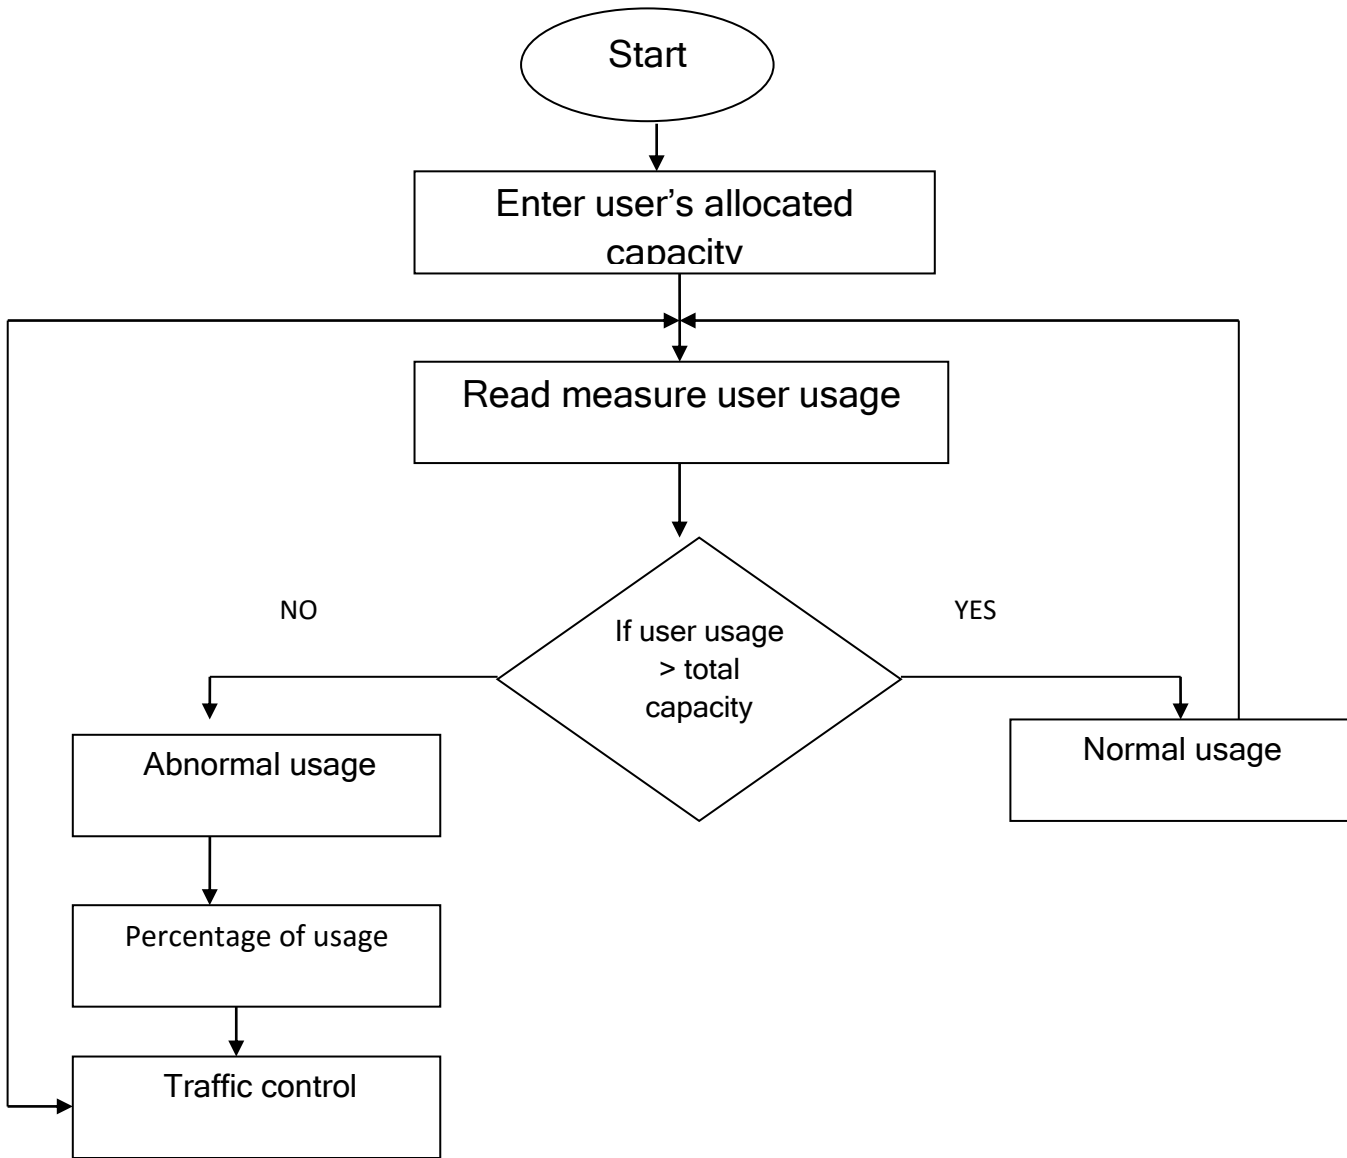 Start
Enter user’s allocated
capacity
Read measure user usage
NO
YES
If user usage
> total
capacity
Abnormal usage
Normal usage
Percentage of usage
Traffic control